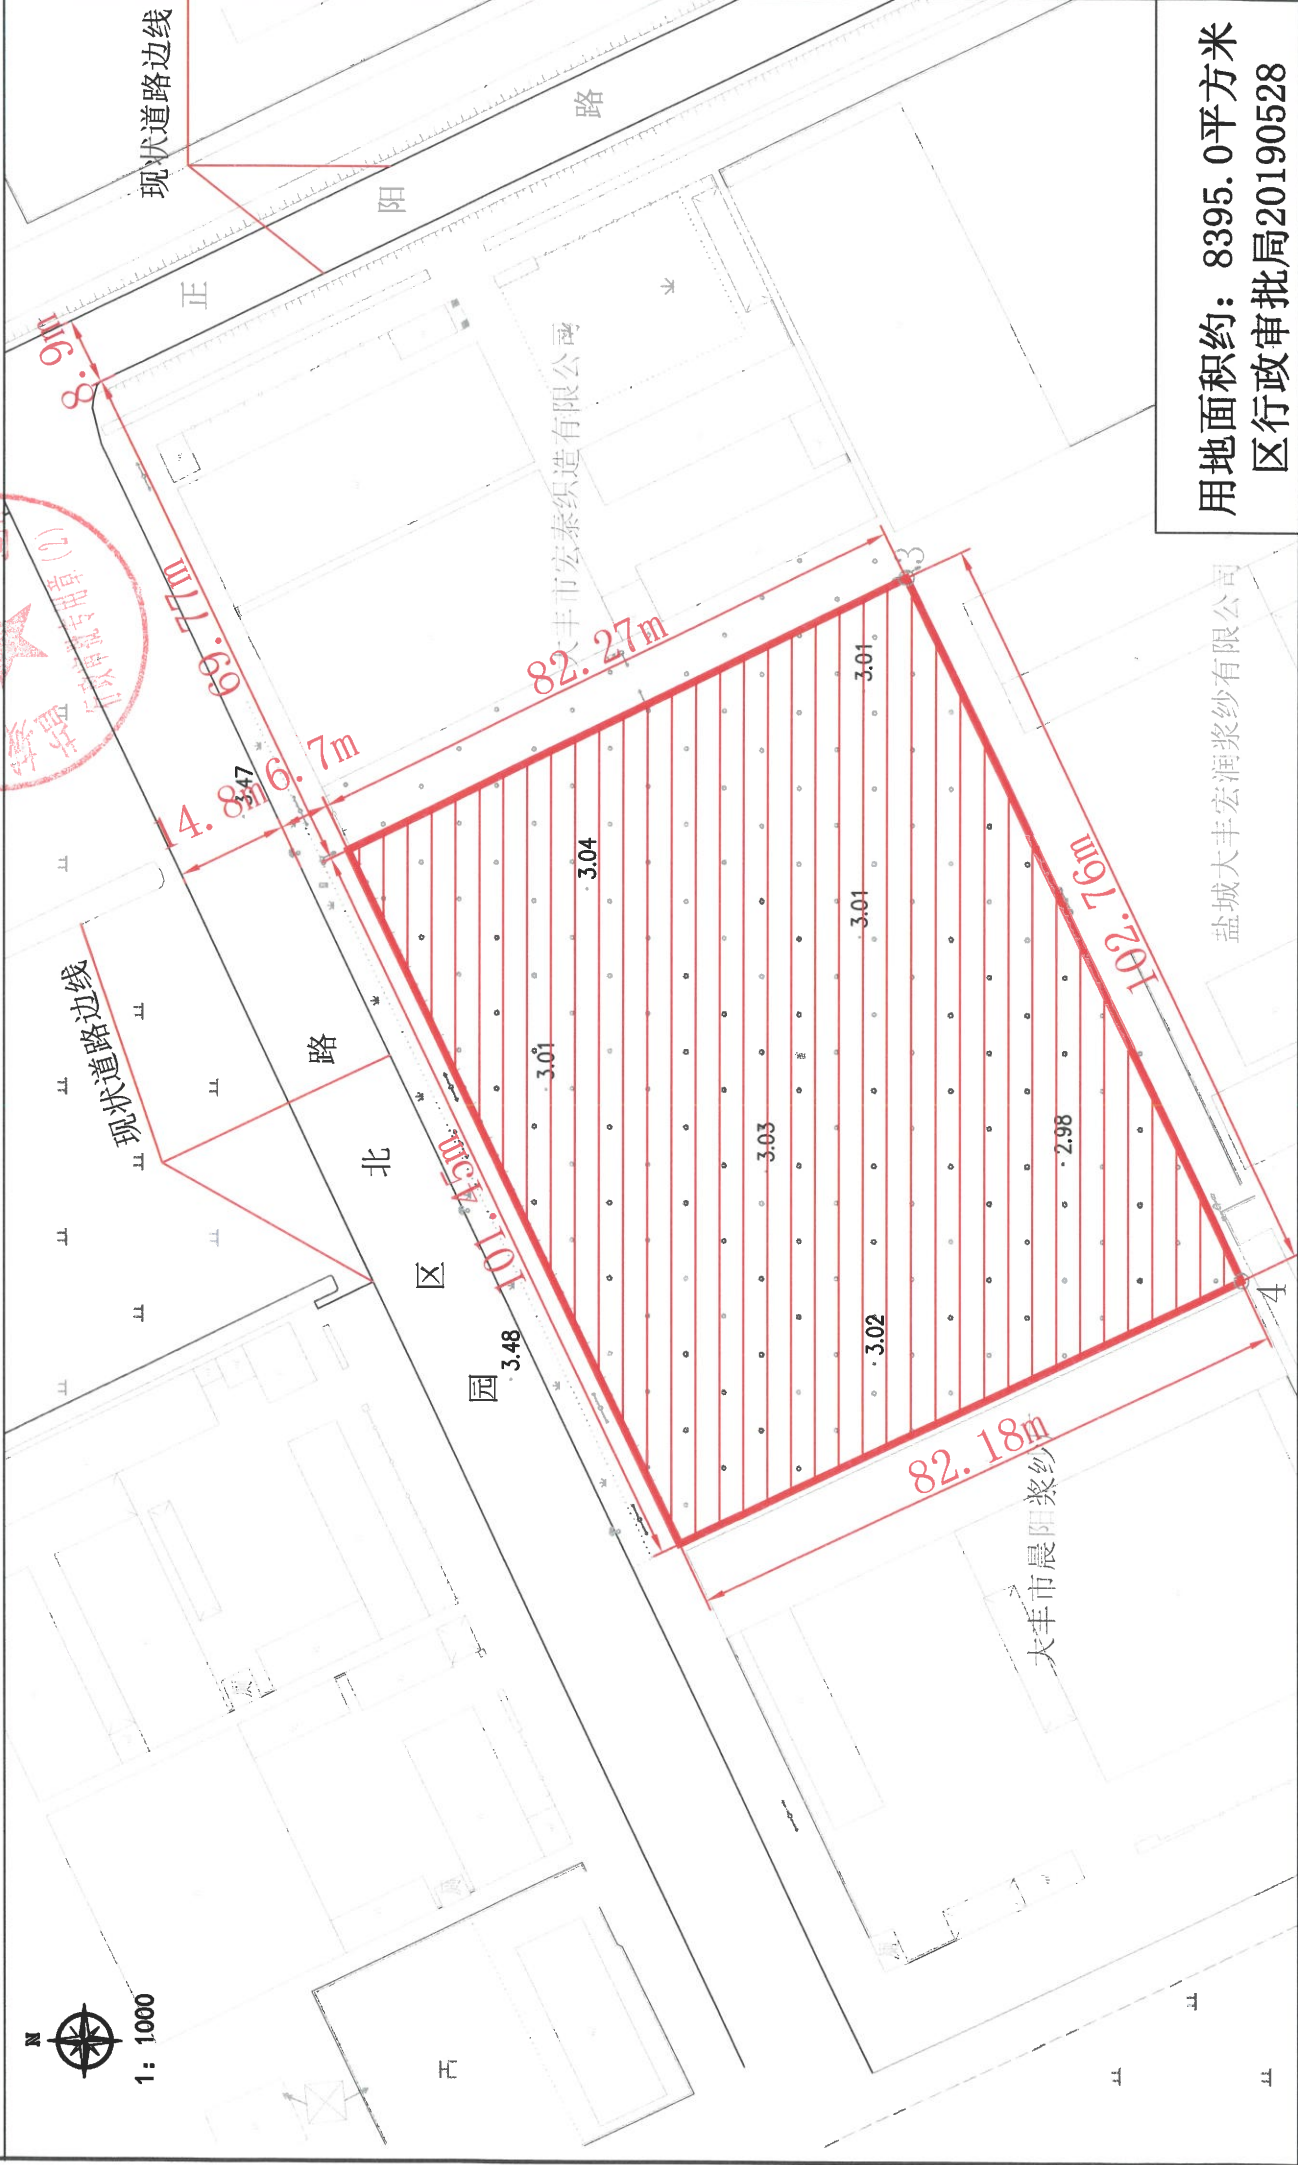 N
1: 1000
现状道路边线
现状道路边线
正
阳
路
园
区
北
路
8.9m
69.77m
6.7m
14.8m
3.47
3.48
101.45m
82.27m
102.76m
82.18m
3
4
3.04
3.01
3.01
3.01
3.03
3.02
2.98
大丰市宏泰织造有限公司
盐城大丰宏润浆纱有限公司
大丰市晨阳浆纱
用地面积约：8395.0平方米
区行政审批局20190528